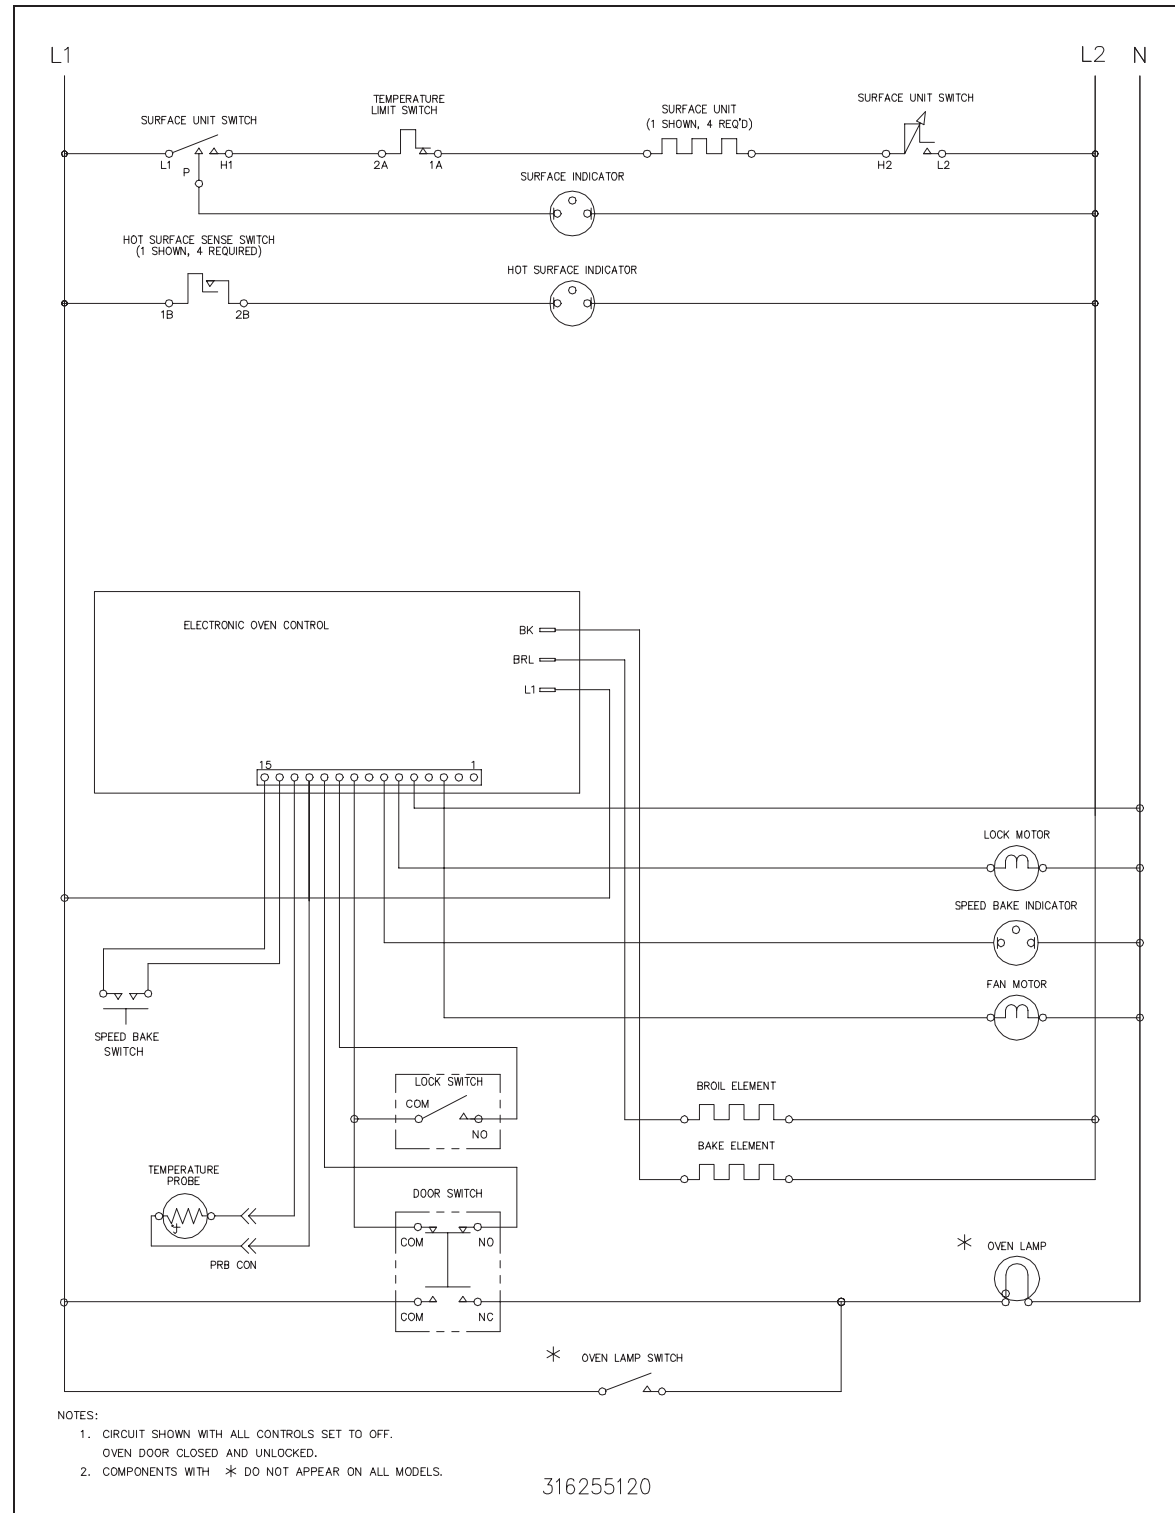 L1
L2 N
SURFACE UNIT SWITCH
TEMPERATURE
LIMIT SWITCH
SURFACE UNIT
(1 SHOWN, 4 REQ'D)
SURFACE UNIT SWITCH
L1 P H1 2A 1A H2 L2
SURFACE INDICATOR
HOT SURFACE SENSE SWITCH
(1 SHOWN, 4 REQUIRED)
HOT SURFACE INDICATOR
1B 2B
ELECTRONIC OVEN CONTROL
BK
BRL
L1
15 1
LOCK MOTOR
SPEED BAKE INDICATOR
FAN MOTOR
SPEED BAKE
SWITCH
LOCK SWITCH
COM
NO
BROIL ELEMENT
BAKE ELEMENT
TEMPERATURE
PROBE
PRB CON
DOOR SWITCH
COM NO
COM NC
* OVEN LAMP
* OVEN LAMP SWITCH
NOTES:
1. CIRCUIT SHOWN WITH ALL CONTROLS SET TO OFF.
OVEN DOOR CLOSED AND UNLOCKED.
2. COMPONENTS WITH * DO NOT APPEAR ON ALL MODELS.
316255120